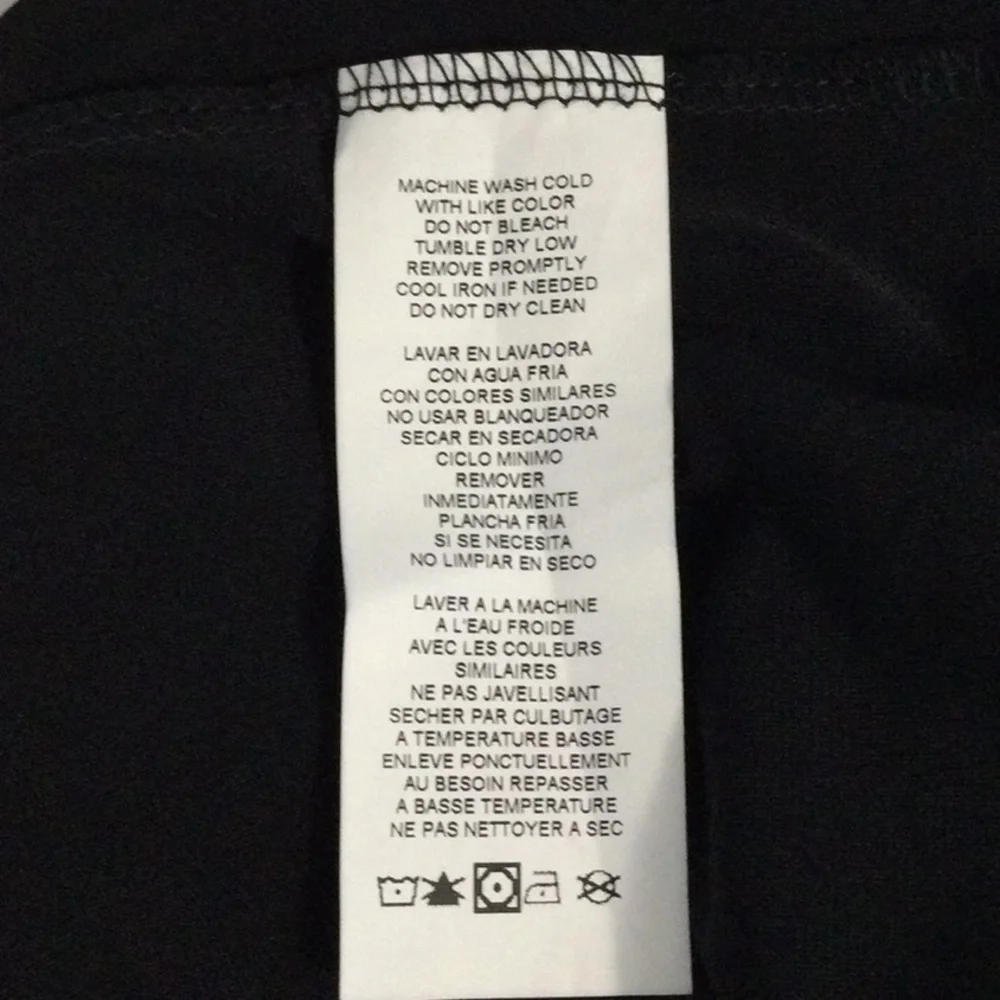 MACHINE WASH COLD
WITH LIKE COLOR
DO NOT BLEACH
TUMBLE DRY LOW
REMOVE PROMPTLY
COOL IRON IF NEEDED
DO NOT DRY CLEAN
LAVAR EN LAVADORA
CON AGUA FRIA
CON COLORES SIMILARES
NO USAR BLANQUEADOR
SECAR EN SECADORA
CICLO MINIMO
REMOVER
INMEDIATAMENTE
PLANCHA FRIA
SI SE NECESITA
NO LIMPIAR EN SECO
LAVER A LA MACHINE
A L'EAU FROIDE
AVEC LES COULEURS
SIMILAIRES
NE PAS JAVELLISANT
SECHER PAR CULBUTAGE
A TEMPERATURE BASSE
ENLEVE PONCTUELLEMENT
AU BESOIN REPASSER
A BASSE TEMPERATURE
NE PAS NETTOYER A SEC